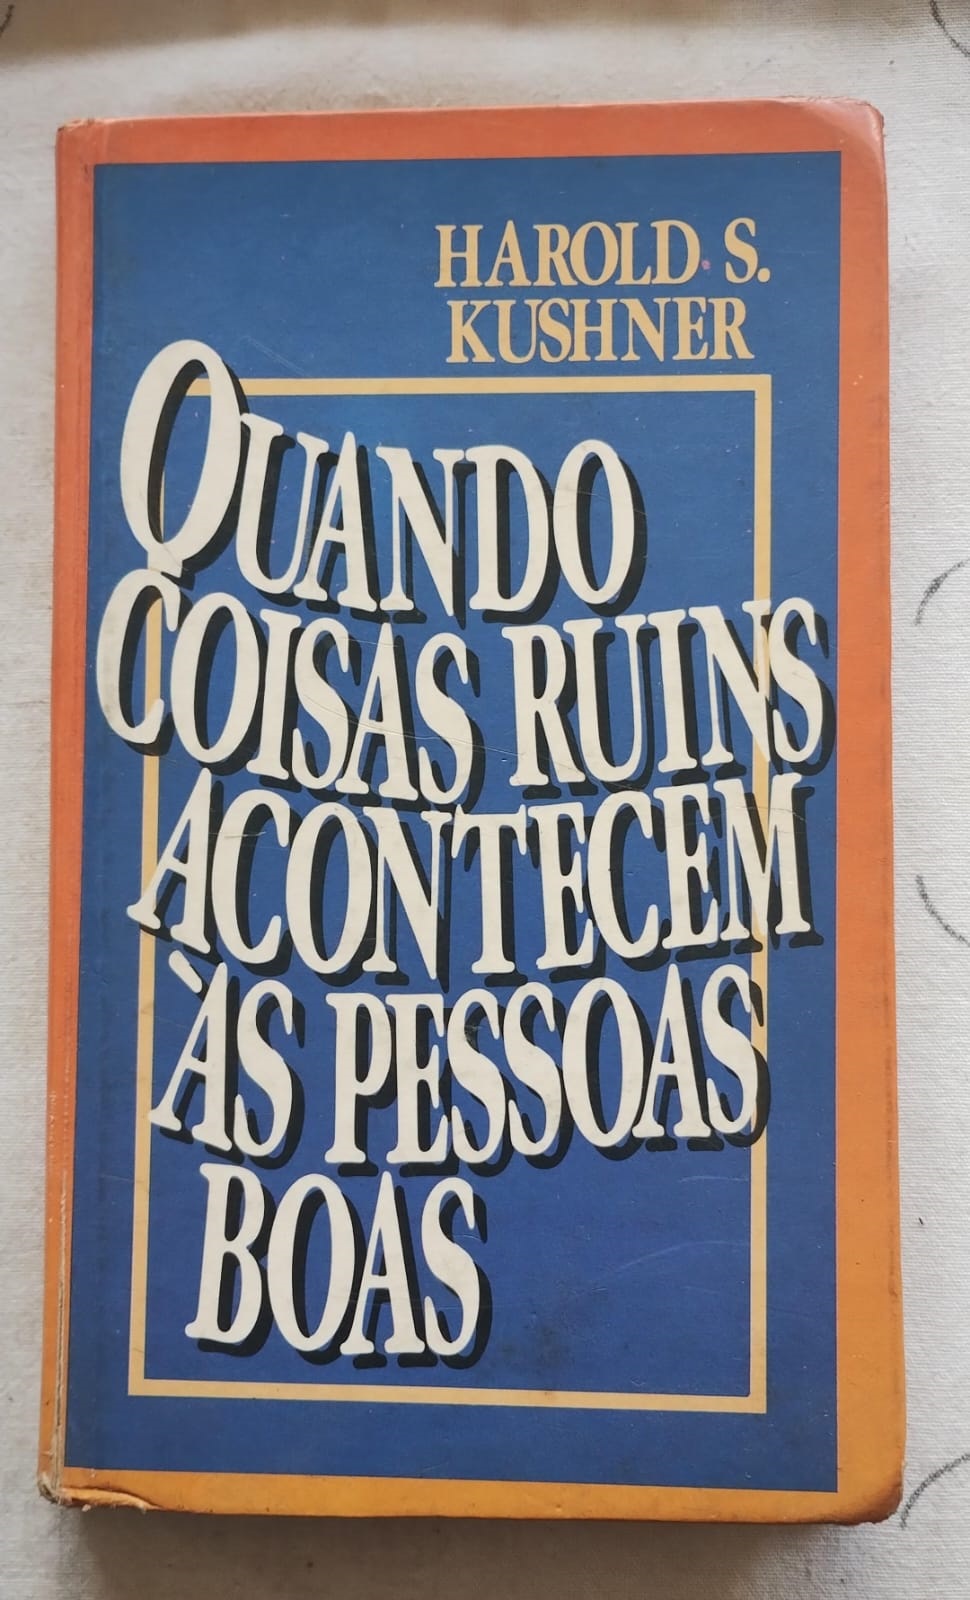 HAROLD S.
KUSHNER
QUANDO
COISAS RUINS
ACONTECEM
ÀS PESSOAS
BOAS